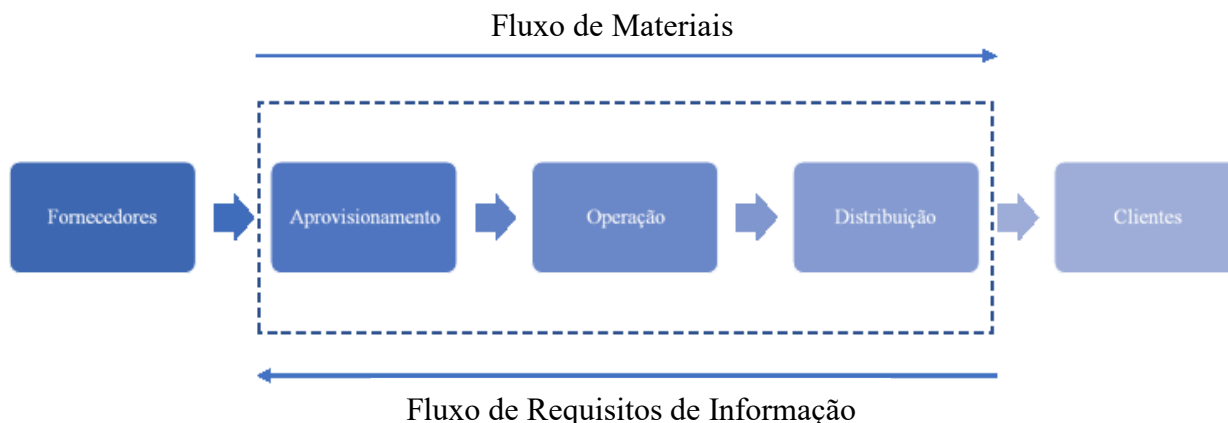 Fluxo de Materiais
Fornecedores
Aprovisionamento
Operação
Distribuição
Clientes
Fluxo de Requisitos de Informação